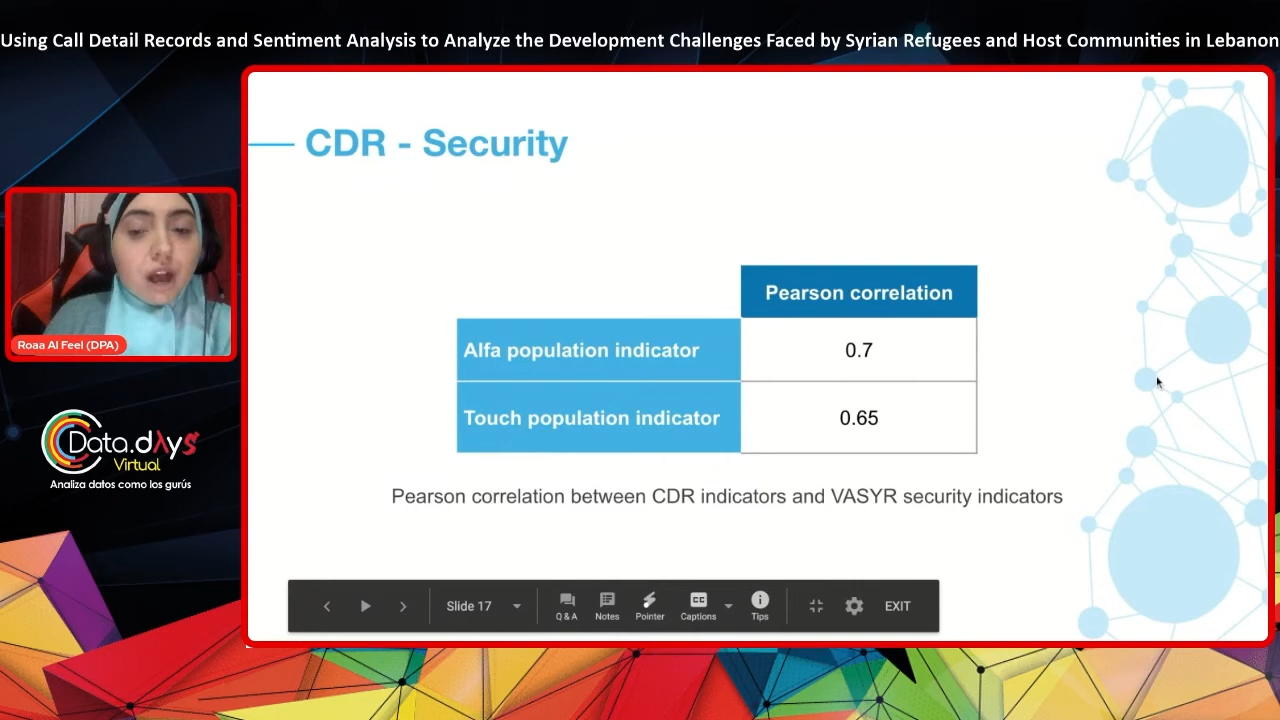 Using Call Detail Records and Sentiment Analysis to Analyze the Development Challenges Faced by Syrian Refugees and Host Communities in Lebanon
CDR - Security
Pearson correlation
Alfa population indicator 0.7
Touch population indicator 0.65
Pearson correlation between CDR indicators and VASYR security indicators
Roaa Al Feel (DPA)
Data.dAys
Virtual
Analiza datos como los gurús
Slide 17
Q & A
Notes
Pointer
CC
Captions
Tips
EXIT